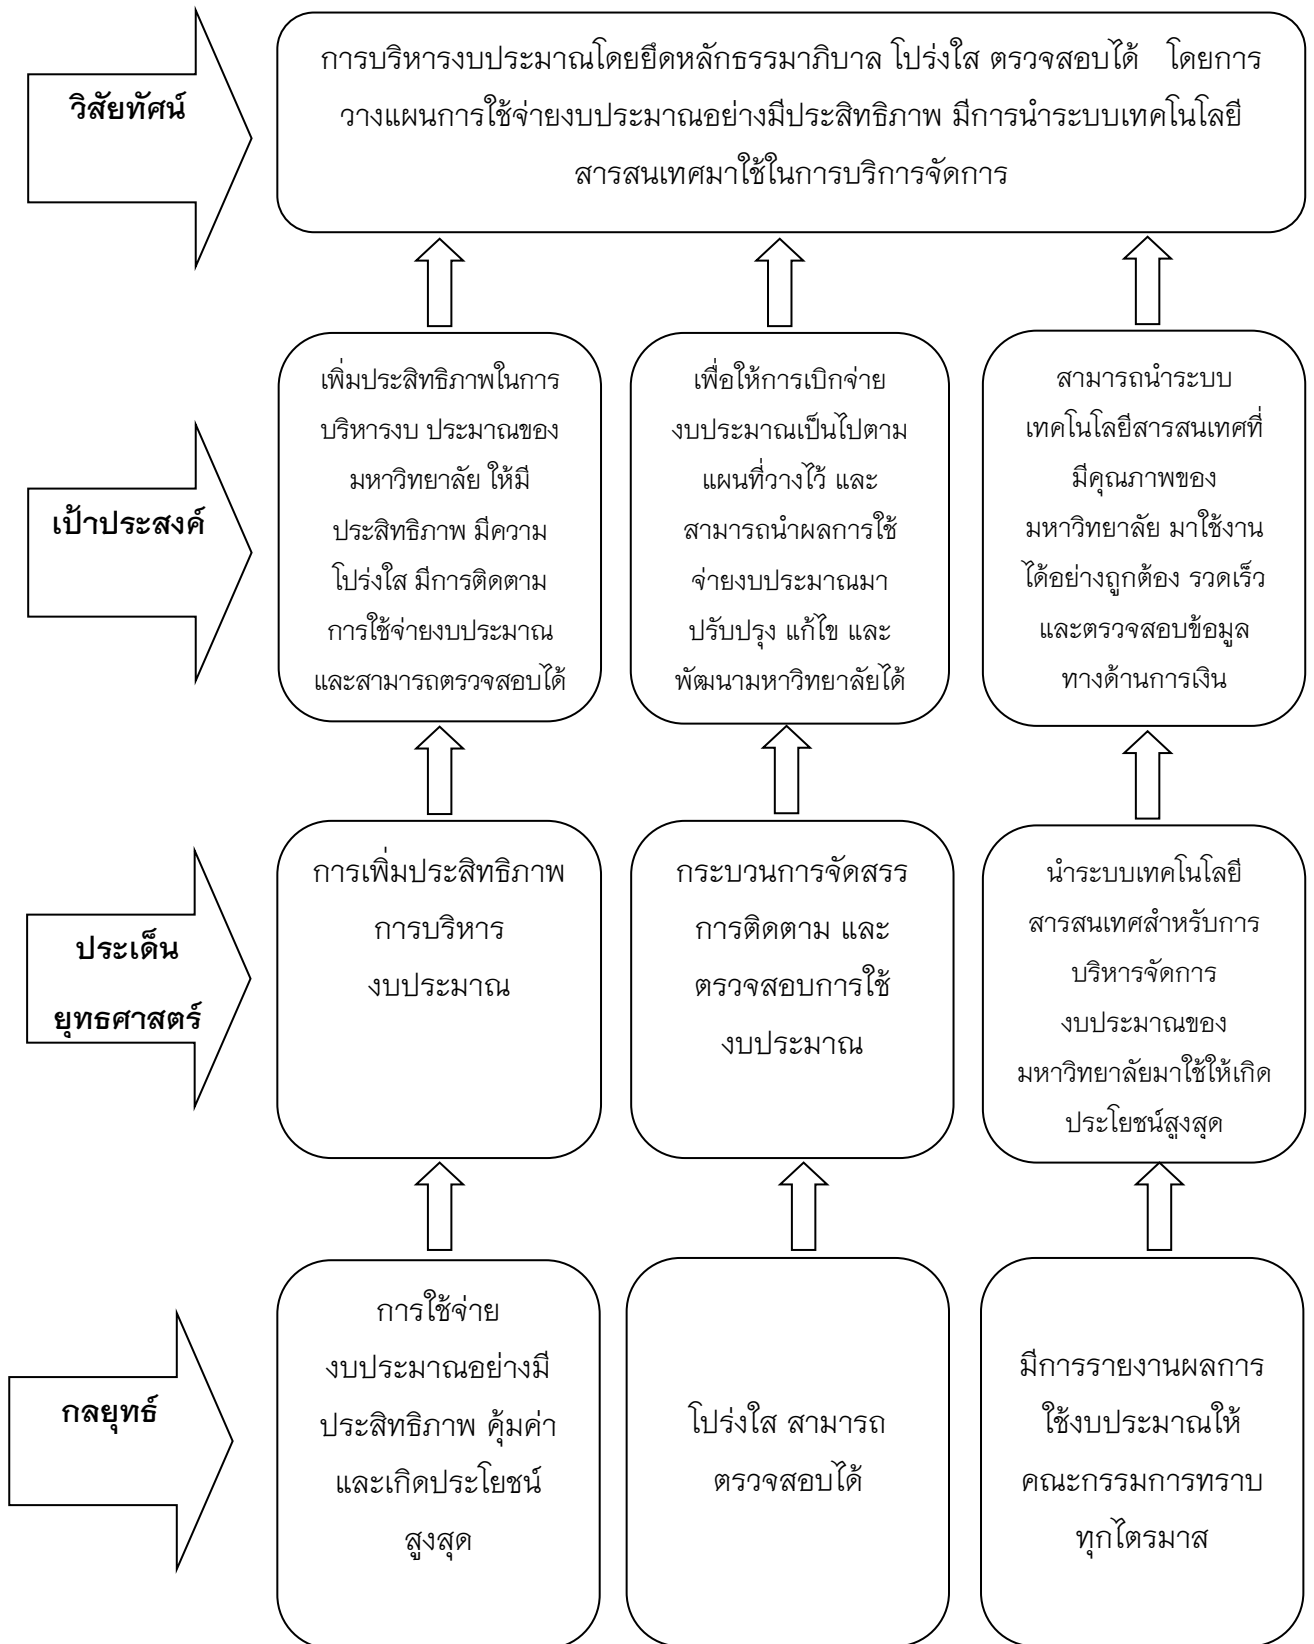 วิสัยทัศน์
การบริหารงบประมาณโดยยึดหลักธรรมาภิบาล โปร่งใส ตรวจสอบได้ โดยการ
วางแผนการใช้จ่ายงบประมาณอย่างมีประสิทธิภาพ มีการนำระบบเทคโนโลยี
สารสนเทศมาใช้ในการบริการจัดการ
เป้าประสงค์
เพิ่มประสิทธิภาพในการ
บริหารงบ ประมาณของ
มหาวิทยาลัย ให้มี
ประสิทธิภาพ มีความ
โปร่งใส มีการติดตาม
การใช้จ่ายงบประมาณ
และสามารถตรวจสอบได้
เพื่อให้การเบิกจ่าย
งบประมาณเป็นไปตาม
แผนที่วางไว้ และ
สามารถนำผลการใช้
จ่ายงบประมาณมา
ปรับปรุง แก้ไข และ
พัฒนามหาวิทยาลัยได้
สามารถนำระบบ
เทคโนโลยีสารสนเทศที่
มีคุณภาพของ
มหาวิทยาลัย มาใช้งาน
ได้อย่างถูกต้อง รวดเร็ว
และตรวจสอบข้อมูล
ทางด้านการเงิน
ประเด็น
ยุทธศาสตร์
การเพิ่มประสิทธิภาพ
การบริหาร
งบประมาณ
กระบวนการจัดสรร
การติดตาม และ
ตรวจสอบการใช้
งบประมาณ
นำระบบเทคโนโลยี
สารสนเทศสำหรับการ
บริหารจัดการ
งบประมาณของ
มหาวิทยาลัยมาใช้ให้เกิด
ประโยชน์สูงสุด
กลยุทธ์
การใช้จ่าย
งบประมาณอย่างมี
ประสิทธิภาพ คุ้มค่า
และเกิดประโยชน์
สูงสุด
โปร่งใส สามารถ
ตรวจสอบได้
มีการรายงานผลการ
ใช้งบประมาณให้
คณะกรรมการทราบ
ทุกไตรมาส